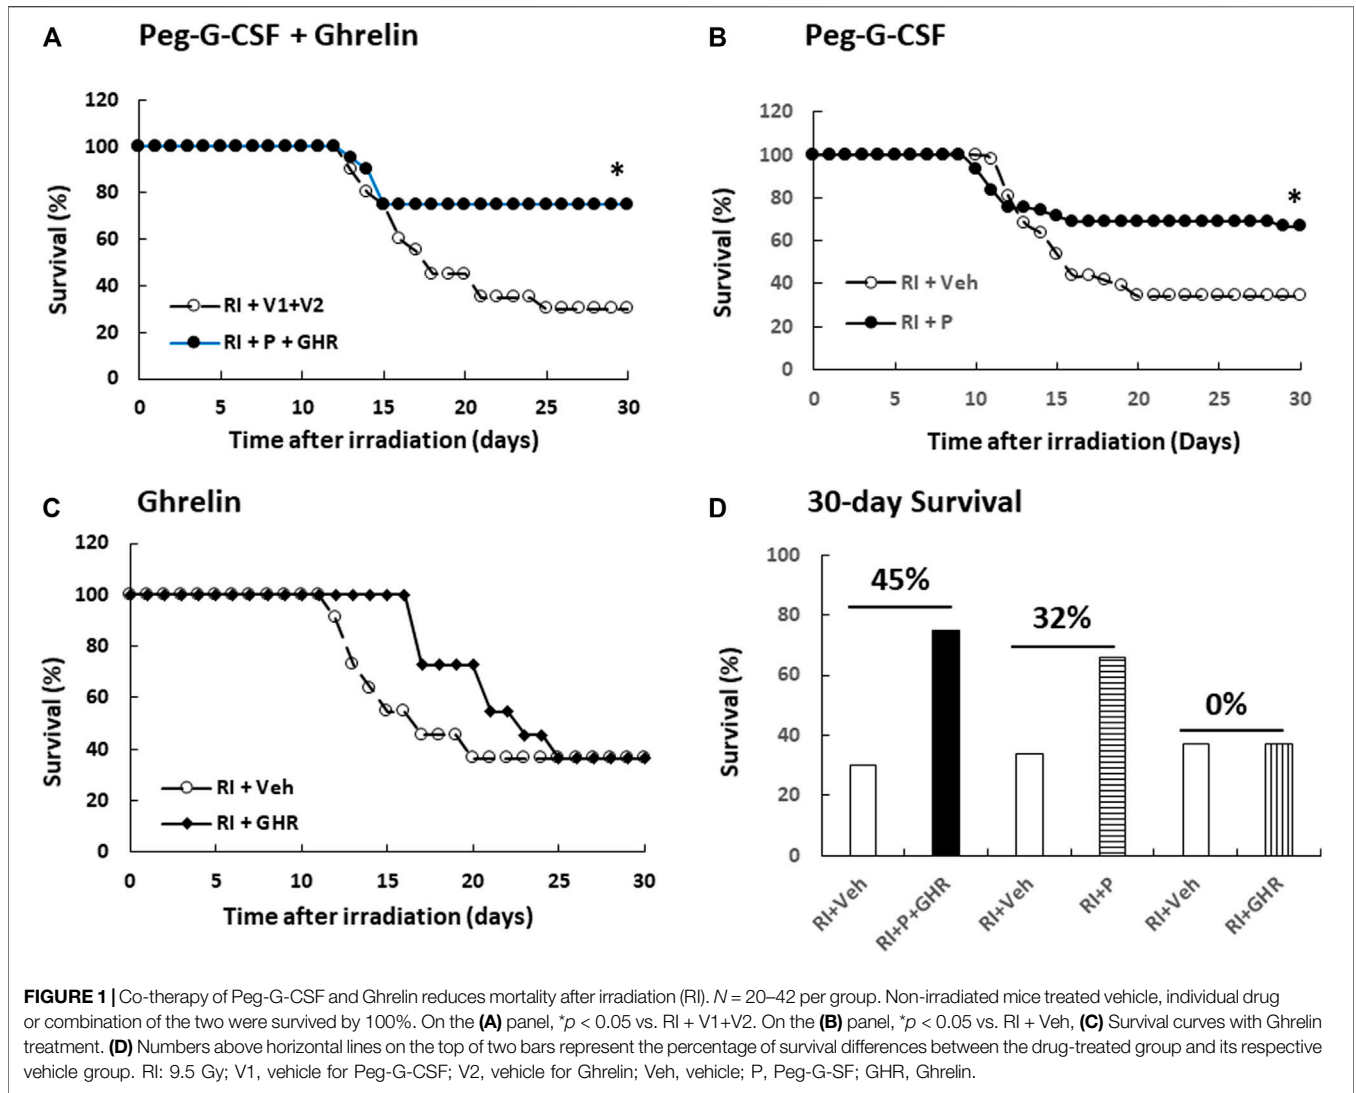 A Peg-G-CSF + Ghrelin
120
100
80
60
40
20
0
Survival (%)
*
RI + V1+V2
RI + P + GHR
0 5 10 15 20 25 30
Time after irradiation (days)
B Peg-G-CSF
120
100
80
60
40
20
0
Survival (%)
*
RI + Veh
RI + P
0 5 10 15 20 25 30
Time after irradiation (Days)
C Ghrelin
120
100
80
60
40
20
0
Survival (%)
RI + Veh
RI + GHR
0 5 10 15 20 25 30
Time after irradiation (days)
D 30-day Survival
100
80
60
40
20
0
Survival (%)
45%
32%
0%
RI+Veh
RI+P+GHR
RI+Veh
RI+P
RI+Veh
RI+GHR
FIGURE 1 | Co-therapy of Peg-G-CSF and Ghrelin reduces mortality after irradiation (RI). N = 20–42 per group. Non-irradiated mice treated vehicle, individual drug
or combination of the two were survived by 100%. On the (A) panel, *p < 0.05 vs. RI + V1+V2. On the (B) panel, *p < 0.05 vs. RI + Veh, (C) Survival curves with Ghrelin
treatment. (D) Numbers above horizontal lines on the top of two bars represent the percentage of survival differences between the drug-treated group and its respective
vehicle group. RI: 9.5 Gy; V1, vehicle for Peg-G-CSF; V2, vehicle for Ghrelin; Veh, vehicle; P, Peg-G-SF; GHR, Ghrelin.